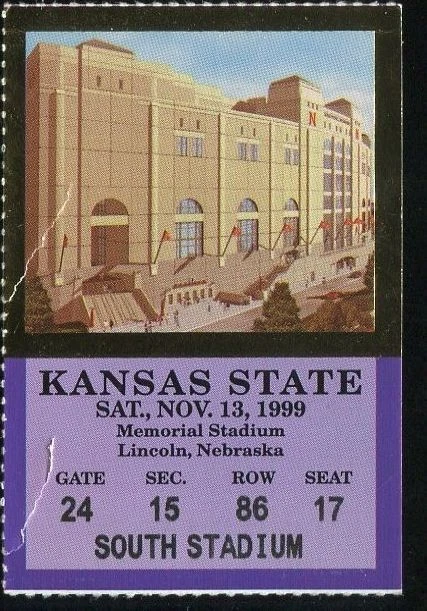 N
KANSAS STATE
SAT., NOV. 13, 1999
Memorial Stadium
Lincoln, Nebraska
GATE SEC. ROW SEAT
24 15 86 17
SOUTH STADIUM